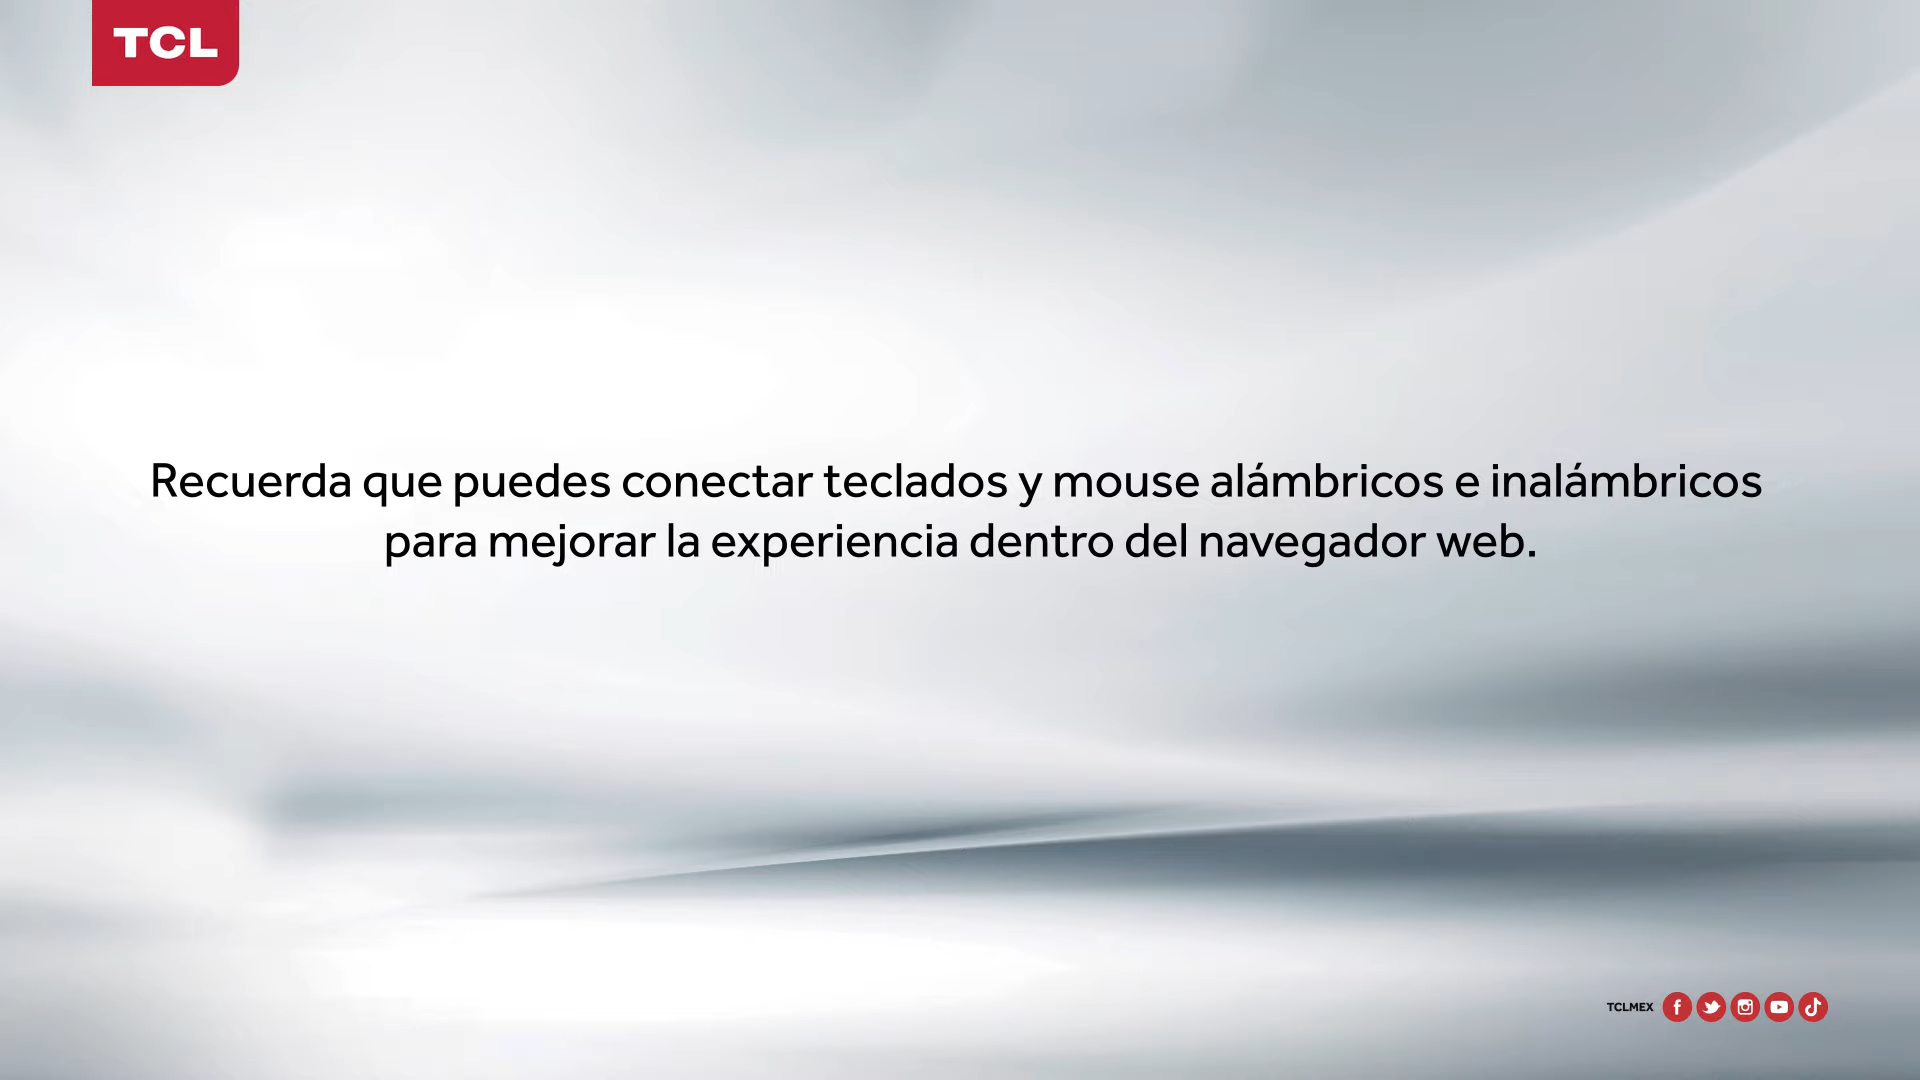 TCL
Recuerda que puedes conectar teclados y mouse alámbricos e inalámbricos
para mejorar la experiencia dentro del navegador web.
TCLMEX